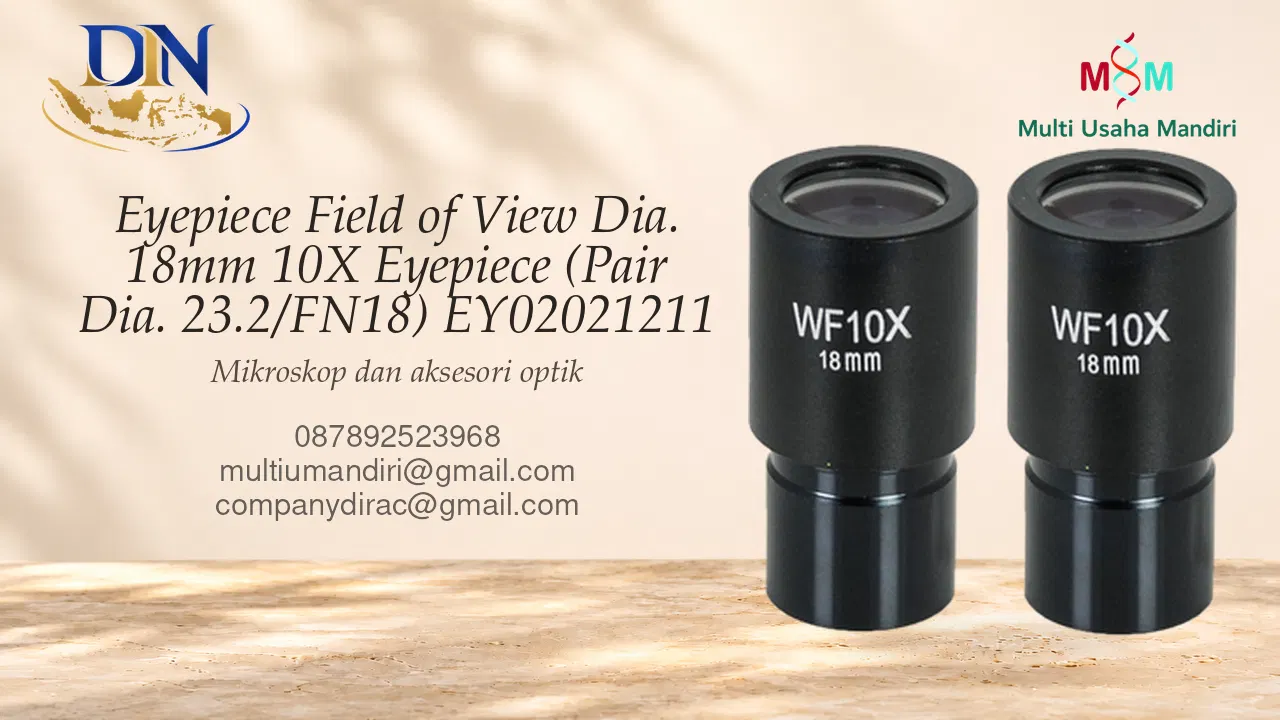 DIN
M M
Multi Usaha Mandiri
Eyepiece Field of View Dia.
18mm 10X Eyepiece (Pair
Dia. 23.2/FN18) EY02021211
Mikroskop dan aksesori optik
087892523968
multiumandiri@gmail.com
companydirac@gmail.com
WF10X
18mm
WF10X
18mm